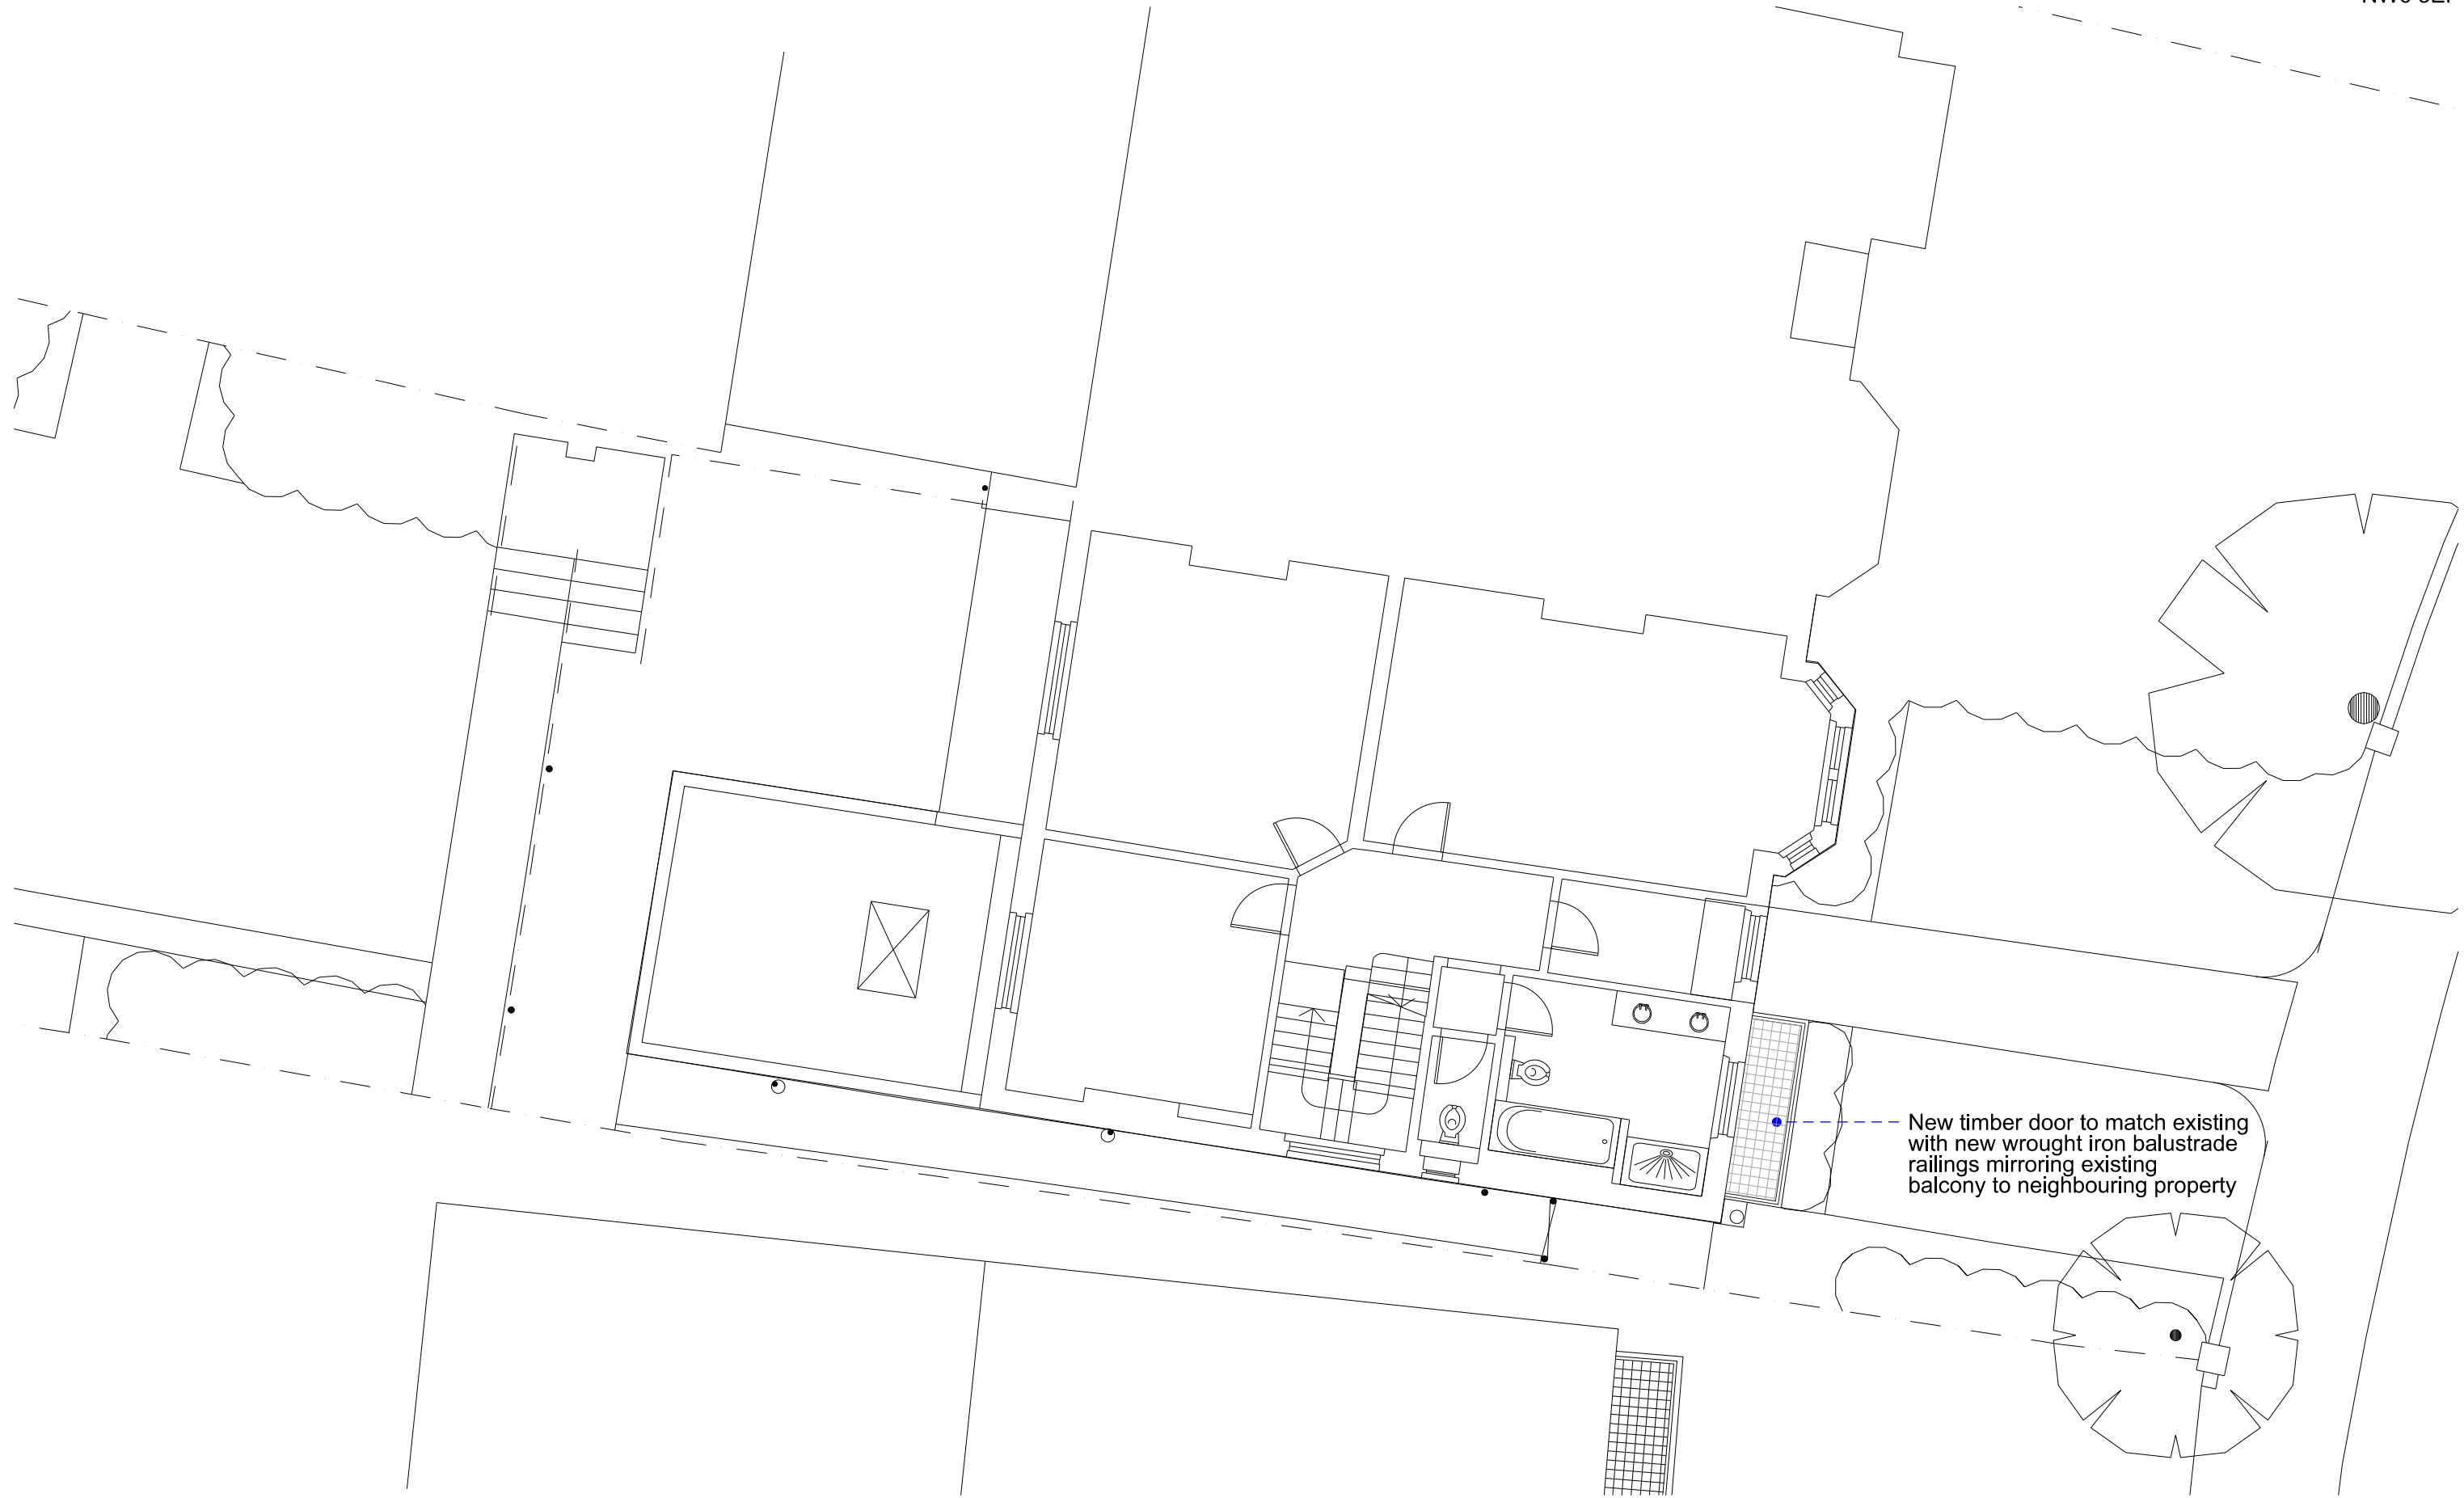 New timber door to match existing
with new wrought iron balustrade
railings mirroring existing
balcony to neighbouring property